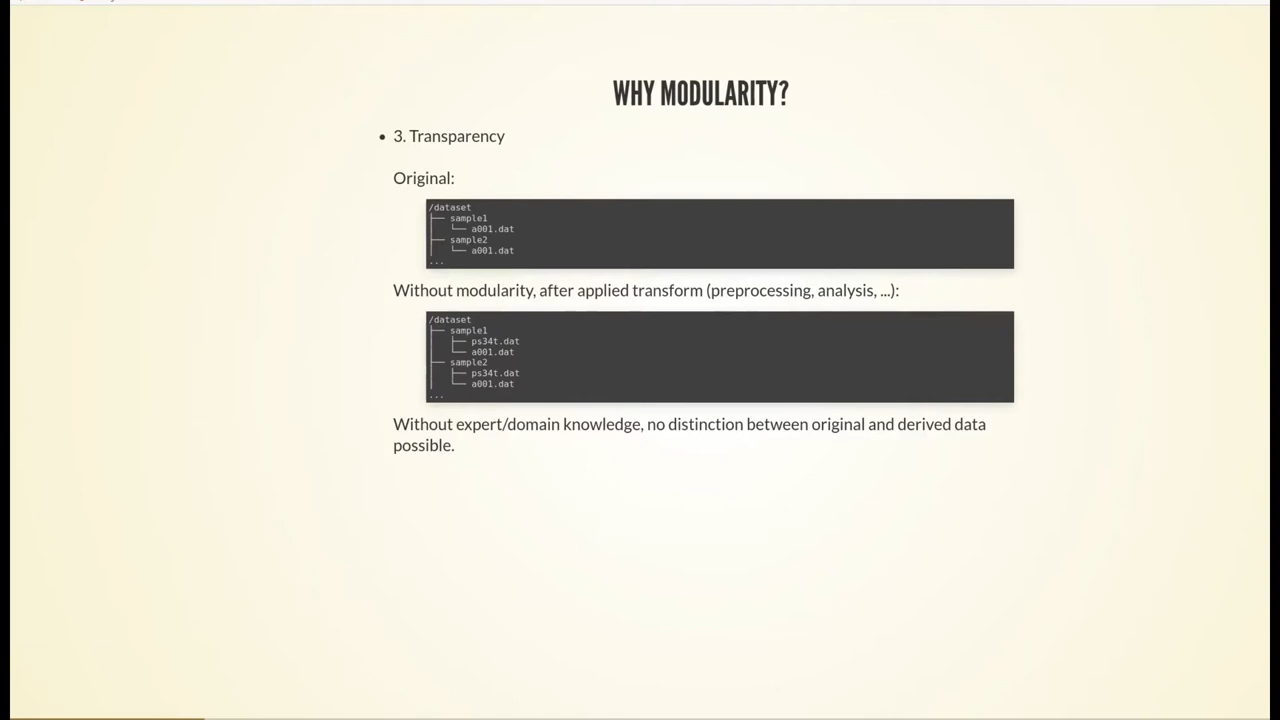 WHY MODULARITY?
• 3. Transparency
Original:
/dataset
├── sample1
│   └── a001.dat
├── sample2
│   └── a001.dat
...
Without modularity, after applied transform (preprocessing, analysis, ...):
/dataset
├── sample1
│   ├── ps34t.dat
│   └── a001.dat
├── sample2
│   ├── ps34t.dat
│   └── a001.dat
...
Without expert/domain knowledge, no distinction between original and derived data
possible.